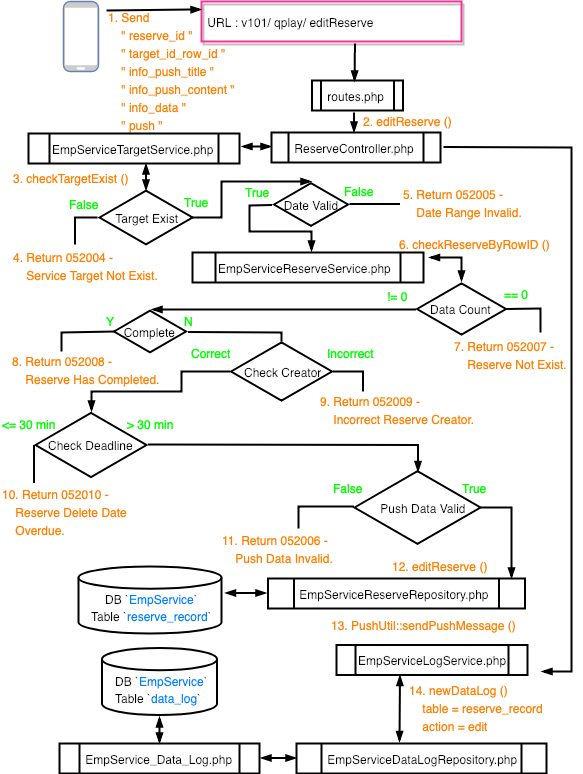 1. Send
" reserve_id "
" target_id_row_id "
" info_push_title "
" info_push_content "
" info_data "
" push "
URL : v101/ qplay/ editReserve
routes.php
2. editReserve ()
EmpServiceTargetService.php
ReserveController.php
3. checkTargetExist ()
False
True
Target Exist
4. Return 052004 -
Service Target Not Exist.
True
False
Date Valid
5. Return 052005 -
Date Range Invalid.
6. checkReserveByRowID ()
EmpServiceReserveService.php
!= 0
== 0
Data Count
7. Return 052007 -
Reserve Not Exist.
Y
N
Complete
8. Return 052008 -
Reserve Has Completed.
Correct
Incorrect
Check Creator
9. Return 052009 -
Incorrect Reserve Creator.
<= 30 min
> 30 min
Check Deadline
10. Return 052010 -
Reserve Delete Date
Overdue.
False
True
Push Data Valid
11. Return 052006 -
Push Data Invalid.
12. editReserve ()
DB `EmpService`
Table `reserve_record`
EmpServiceReserveRepository.php
13. PushUtil::sendPushMessage ()
EmpServiceLogService.php
DB `EmpService`
Table `data_log`
14. newDataLog ()
table = reserve_record
action = edit
EmpService_Data_Log.php
EmpServiceDataLogRepository.php